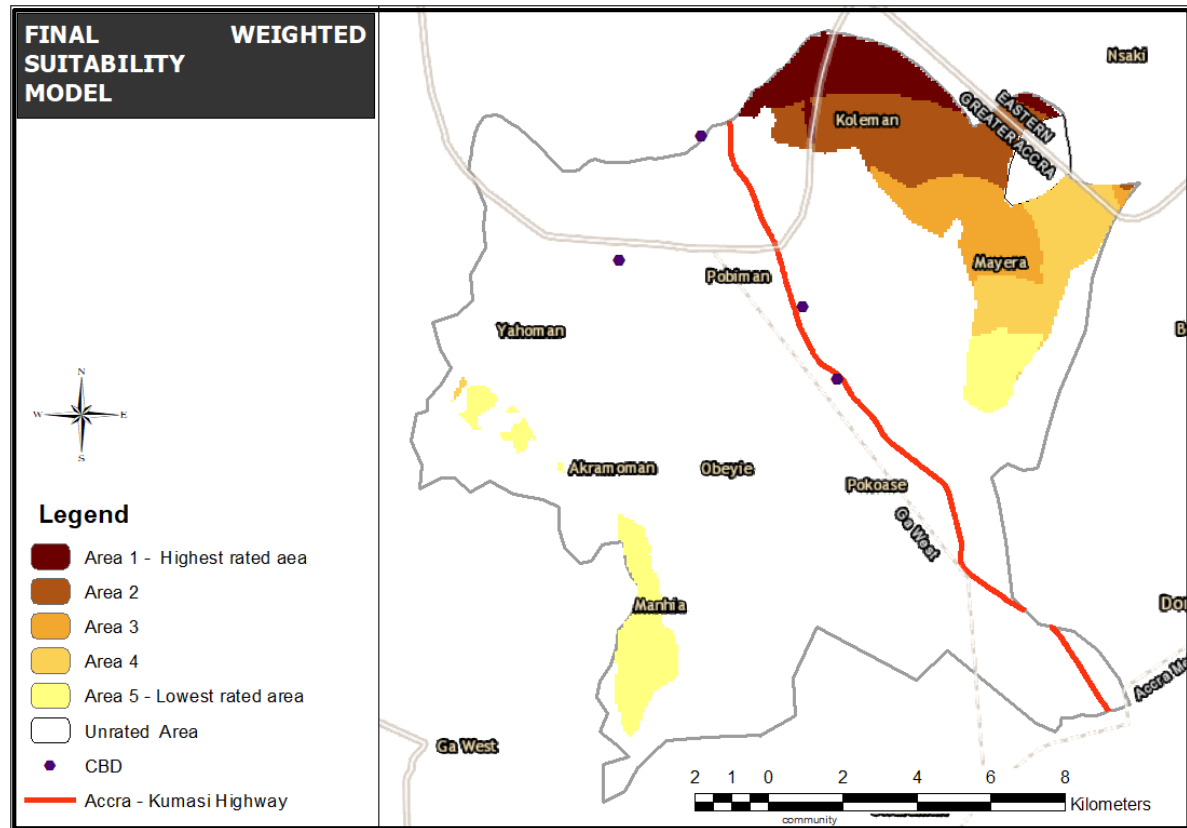 FINAL WEIGHTED
SUITABILITY
MODEL
Nsaki
EASTERN
GREATER ACCRA
Koleman
Mayera
Pobiman
Yahoman
Akramoman
Obeyie
Pokoase
Ga West
Manhia
Ga West
N
W
E
S
Legend
Area 1 - Highest rated aea
Area 2
Area 3
Area 4
Area 5 - Lowest rated area
Unrated Area
CBD
Accra - Kumasi Highway
2 1 0 2 4 6 8
Kilometers
community